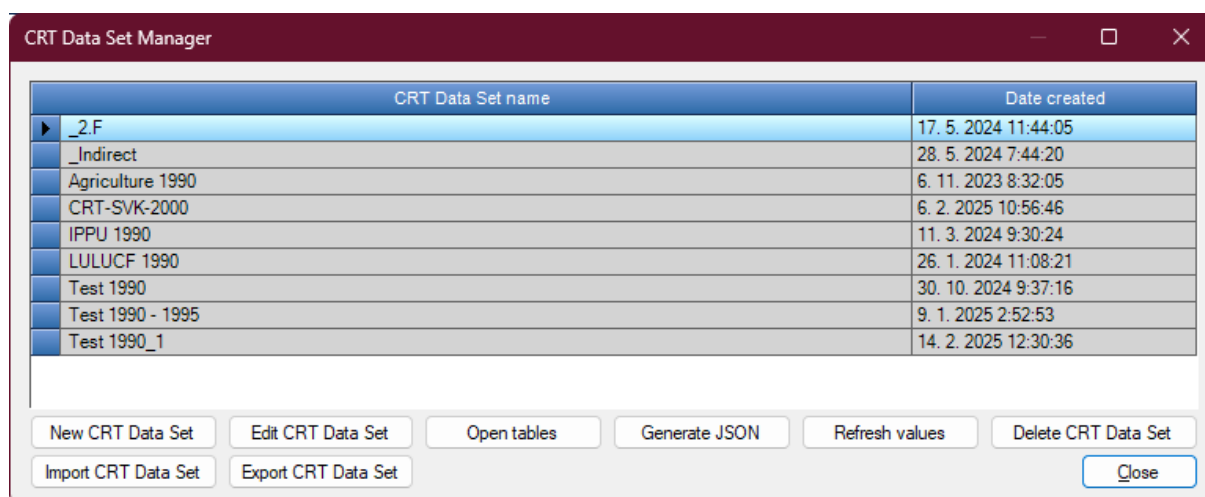 CRT Data Set Manager
CRT Data Set name Date created
_2.F 17. 5. 2024 11:44:05
_Indirect 28. 5. 2024 7:44:20
Agriculture 1990 6. 11. 2023 8:32:05
CRT-SVK-2000 6. 2. 2025 10:56:46
IPPU 1990 11. 3. 2024 9:30:24
LULUCF 1990 26. 1. 2024 11:08:21
Test 1990 30. 10. 2024 9:37:16
Test 1990 - 1995 9. 1. 2025 2:52:53
Test 1990_1 14. 2. 2025 12:30:36
New CRT Data Set Edit CRT Data Set Open tables Generate JSON Refresh values Delete CRT Data Set
Import CRT Data Set Export CRT Data Set Close